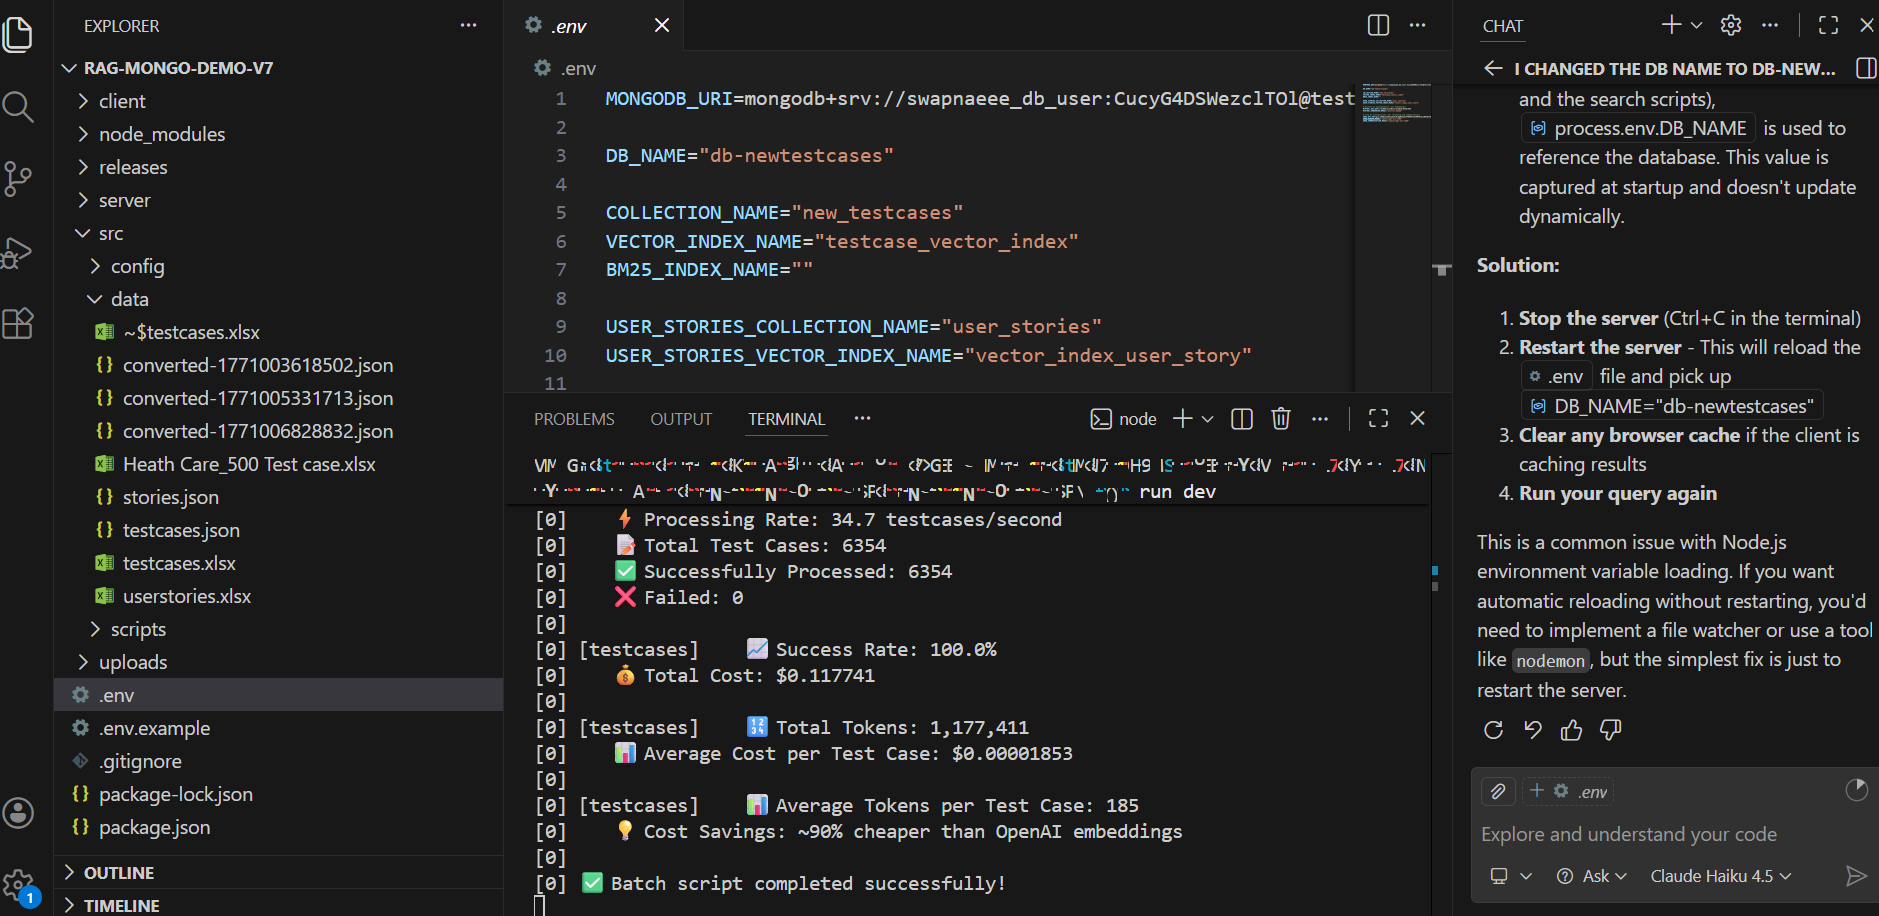 EXPLORER
RAG-MONGO-DEMO-V7
client
node_modules
releases
server
src
config
data
~$testcases.xlsx
converted-1771003618502.json
converted-1771005331713.json
converted-1771006828832.json
Heath Care_500 Test case.xlsx
stories.json
testcases.json
testcases.xlsx
userstories.xlsx
scripts
uploads
.env
.env.example
.gitignore
package-lock.json
package.json
OUTLINE
TIMELINE
1
.env
.env
1 MONGODB_URI=mongodb+srv://swapnaeee_db_user:CucyG4DSWezclTOl@test
2
3 DB_NAME="db-newtestcases"
4
5 COLLECTION_NAME="new_testcases"
6 VECTOR_INDEX_NAME="testcase_vector_index"
7 BM25_INDEX_NAME=""
8
9 USER_STORIES_COLLECTION_NAME="user_stories"
10 USER_STORIES_VECTOR_INDEX_NAME="vector_index_user_story"
11
PROBLEMS OUTPUT TERMINAL
node
run dev
[0] ⚡ Processing Rate: 34.7 testcases/second
[0] 📝 Total Test Cases: 6354
[0] ✅ Successfully Processed: 6354
[0] ❌ Failed: 0
[0]
[0] [testcases] 📈 Success Rate: 100.0%
[0] 💰 Total Cost: $0.117741
[0]
[0] [testcases] 🔢 Total Tokens: 1,177,411
[0] 📊 Average Cost per Test Case: $0.00001853
[0]
[0] [testcases] 📊 Average Tokens per Test Case: 185
[0] 💡 Cost Savings: ~90% cheaper than OpenAI embeddings
[0]
[0] ✅ Batch script completed successfully!
CHAT
I CHANGED THE DB NAME TO DB-NEW...
and the search scripts),
process.env.DB_NAME is used to
reference the database. This value is
captured at startup and doesn't update
dynamically.
Solution:
1. Stop the server (Ctrl+C in the terminal)
2. Restart the server - This will reload the
.env file and pick up
DB_NAME="db-newtestcases"
3. Clear any browser cache if the client is
caching results
4. Run your query again
This is a common issue with Node.js
environment variable loading. If you want
automatic reloading without restarting, you'd
need to implement a file watcher or use a tool
like nodemon, but the simplest fix is just to
restart the server.
.env
Explore and understand your code
Ask
Claude Haiku 4.5